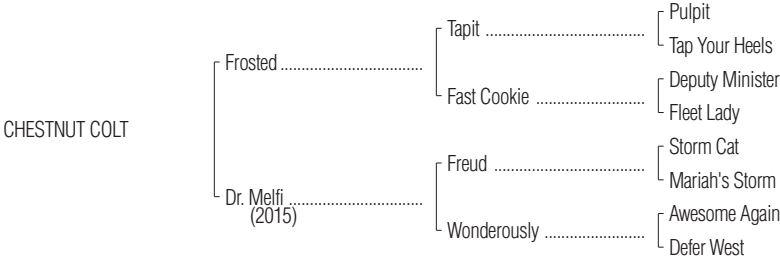 Pulpit
Tapit
Tap Your Heels
Frosted
Deputy Minister
Fast Cookie
Fleet Lady
CHESTNUT COLT
Storm Cat
Freud
Mariah's Storm
Dr. Melfi
(2015)
Awesome Again
Wonderously
Defer West